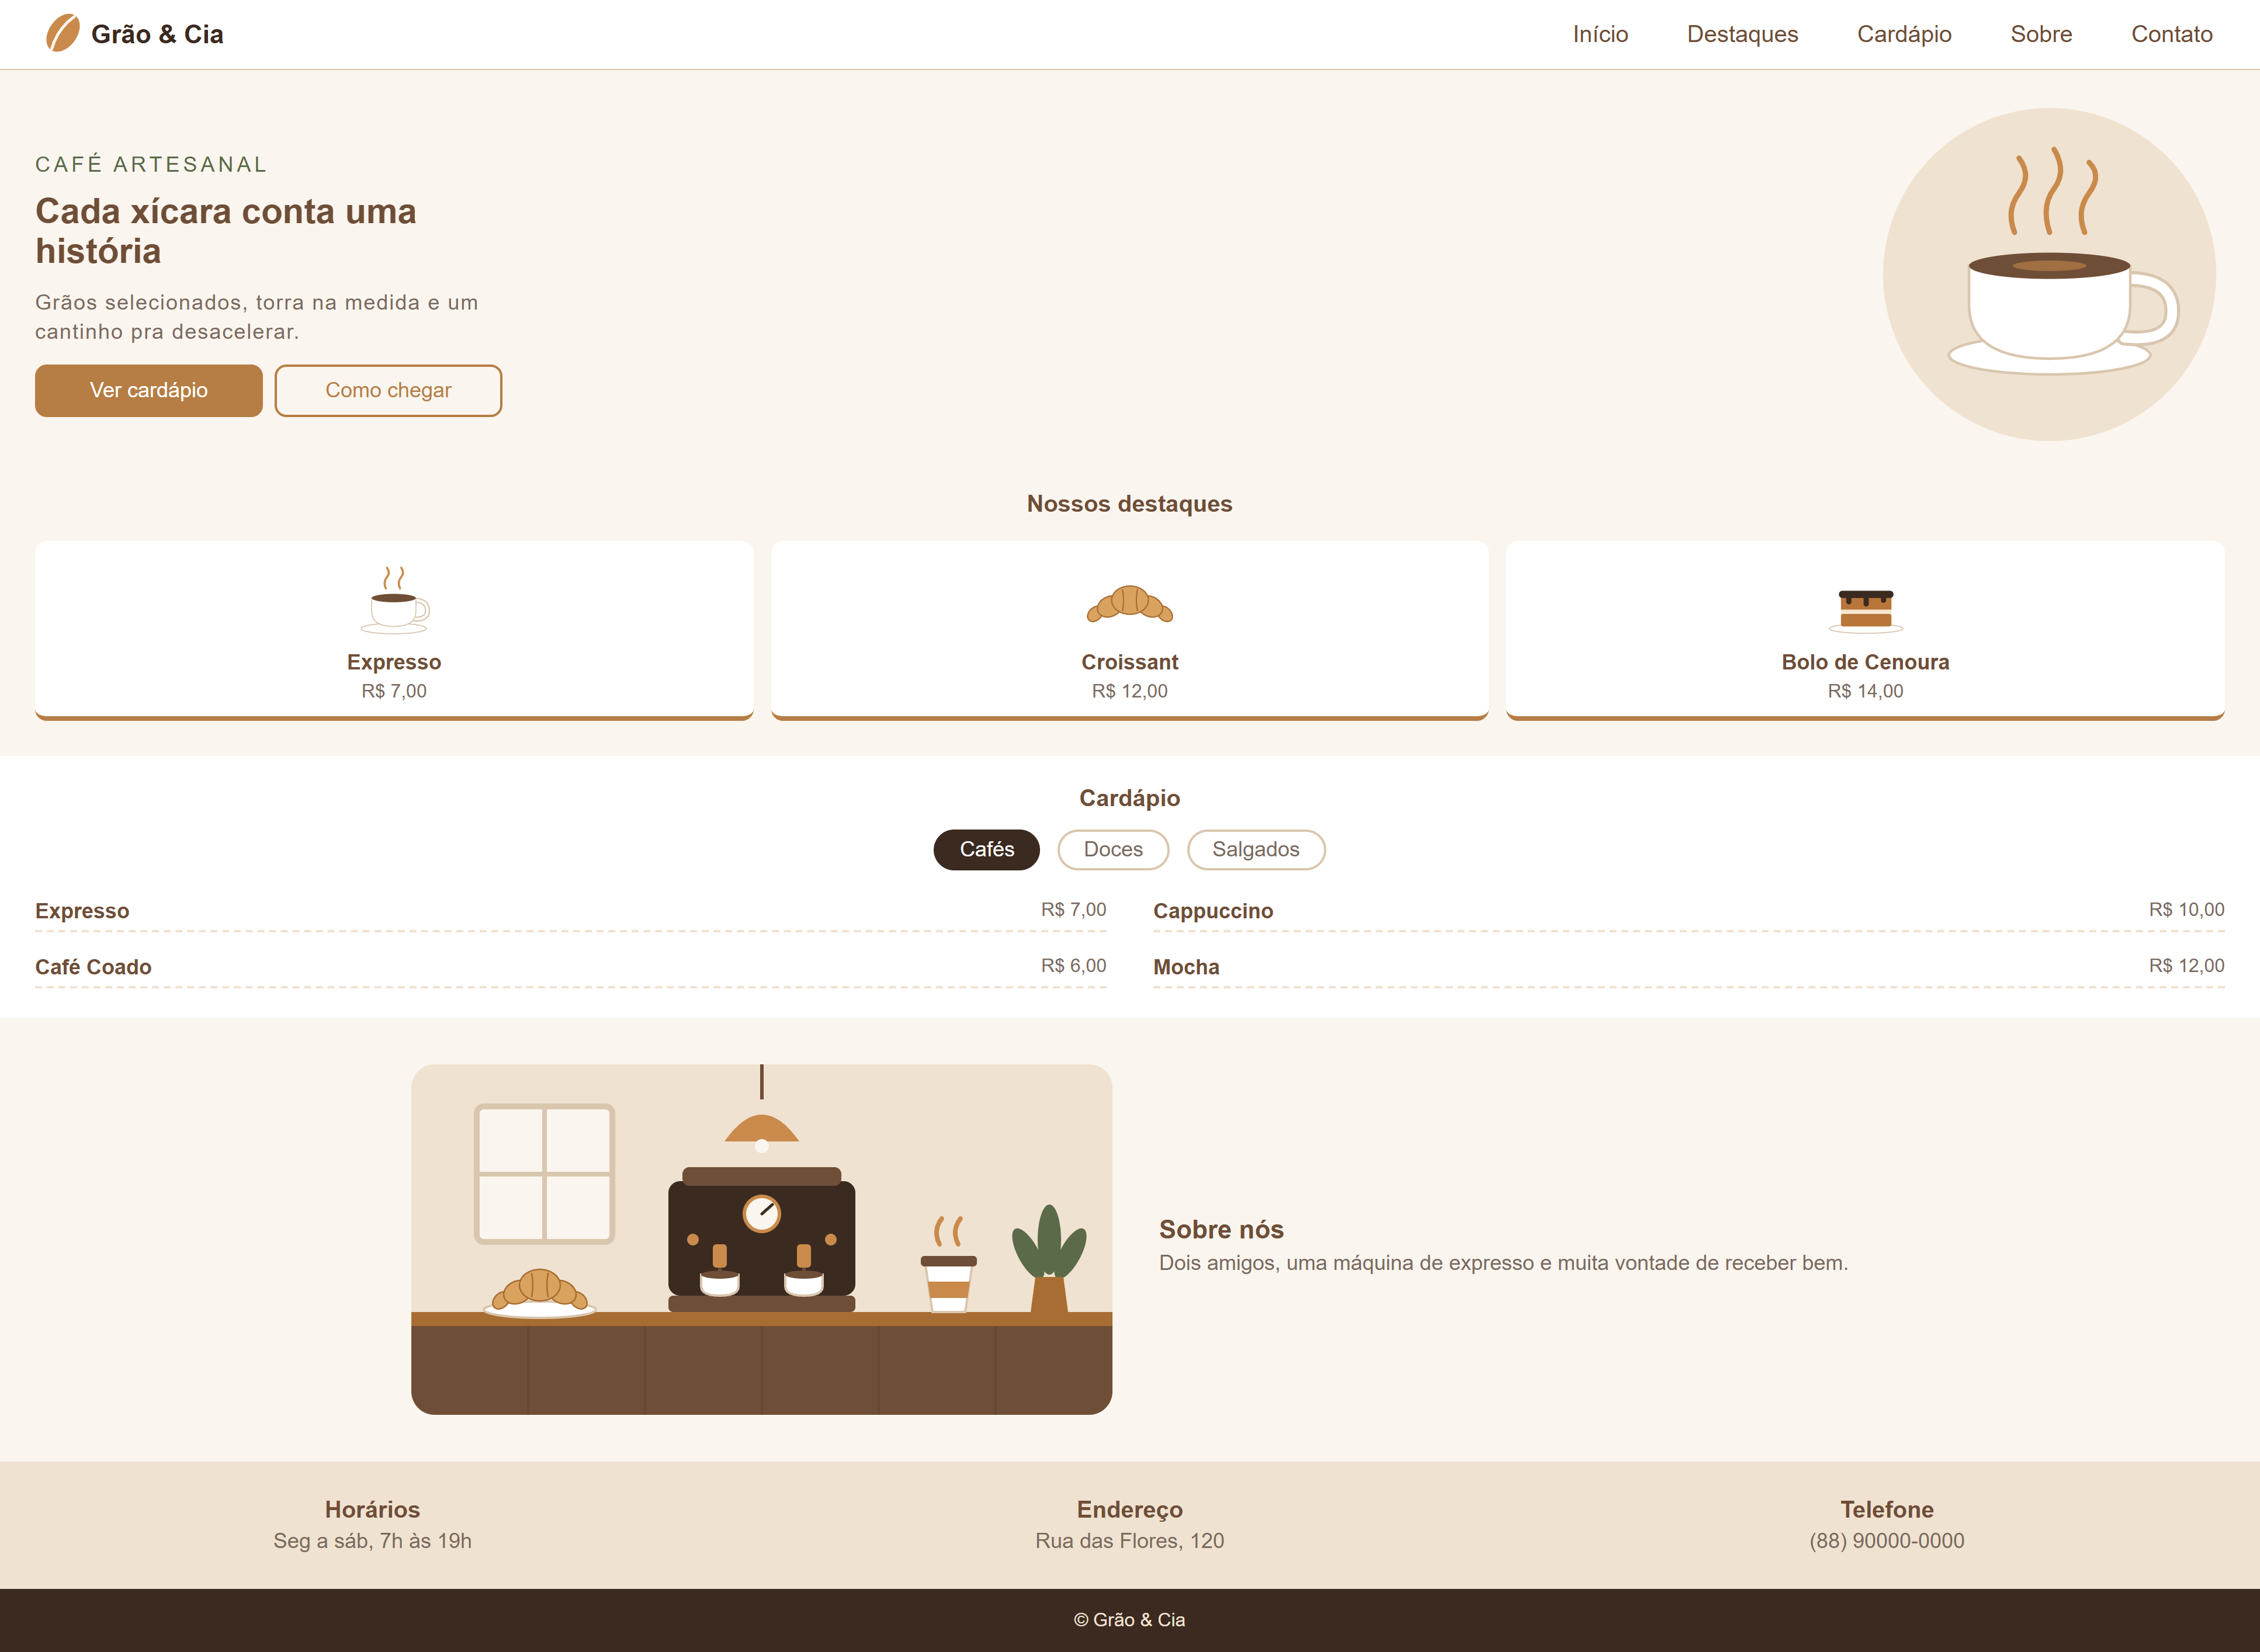 Grão & Cia
Início
Destaques
Cardápio
Sobre
Contato
CAFÉ ARTESANAL
Cada xícara conta uma
história
Grãos selecionados, torra na medida e um
cantinho pra desacelerar.
Ver cardápio
Como chegar
Nossos destaques
Expresso
R$ 7,00
Croissant
R$ 12,00
Bolo de Cenoura
R$ 14,00
Cardápio
Cafés
Doces
Salgados
Expresso
R$ 7,00
Cappuccino
R$ 10,00
Café Coado
R$ 6,00
Mocha
R$ 12,00
Sobre nós
Dois amigos, uma máquina de expresso e muita vontade de receber bem.
Horários
Seg a sáb, 7h às 19h
Endereço
Rua das Flores, 120
Telefone
(88) 90000-0000
© Grão & Cia